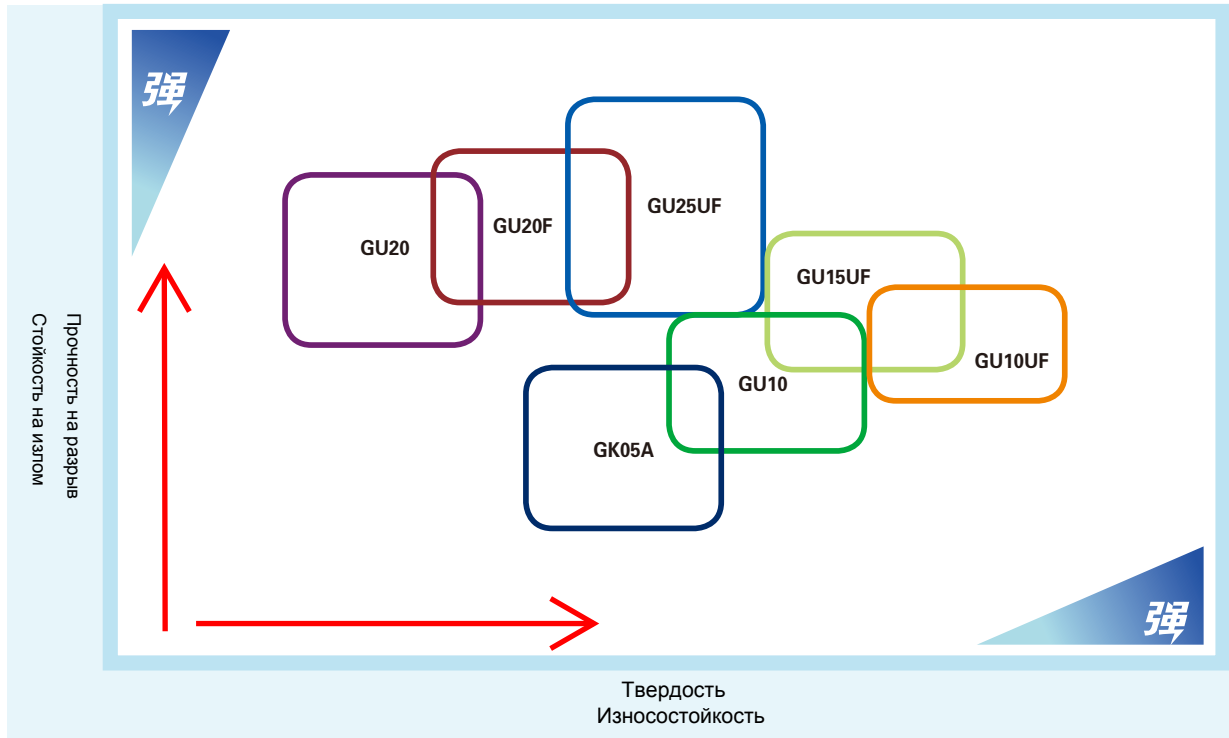 强
GU25UF
GU20F
GU20
GU15UF
GU10UF
GU10
GK05A
Прочность на разрыв
Стойкость на излом
强
Твердость
Износостойкость